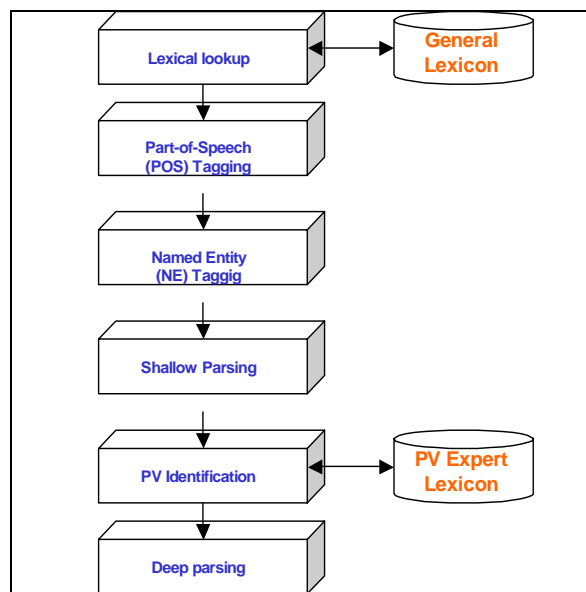 Lexical lookup
General
Lexicon
Part-of-Speech
(POS) Tagging
Named Entity
(NE) Taggig
Shallow Parsing
PV Identification
PV Expert
Lexicon
Deep parsing